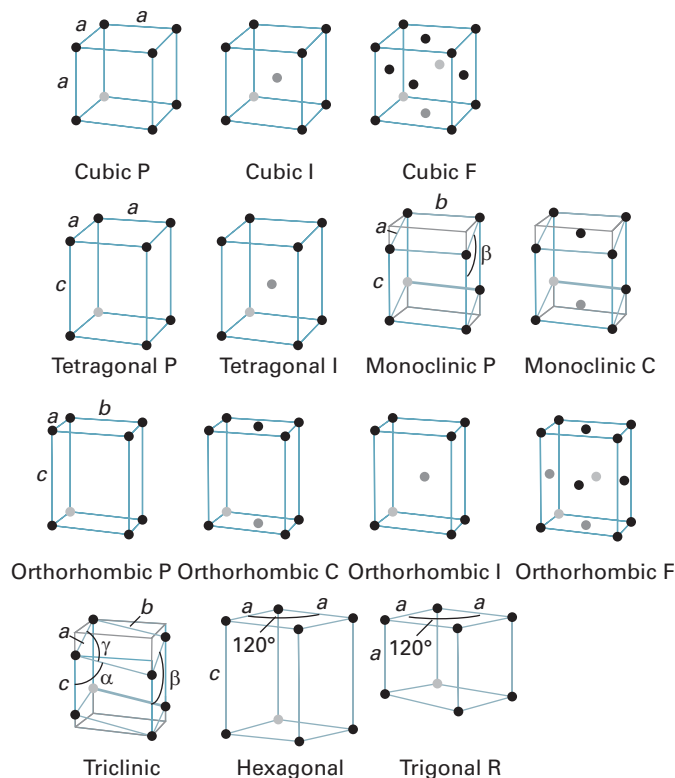 a a
a
Cubic P Cubic I Cubic F
a a
c
b
a
β
c
Tetragonal P Tetragonal I Monoclinic P Monoclinic C
a b
c
Orthorhombic P Orthorhombic C Orthorhombic I Orthorhombic F
b
a
γ
c α β
a a
120°
c
a a
120°
a
Triclinic Hexagonal Trigonal R